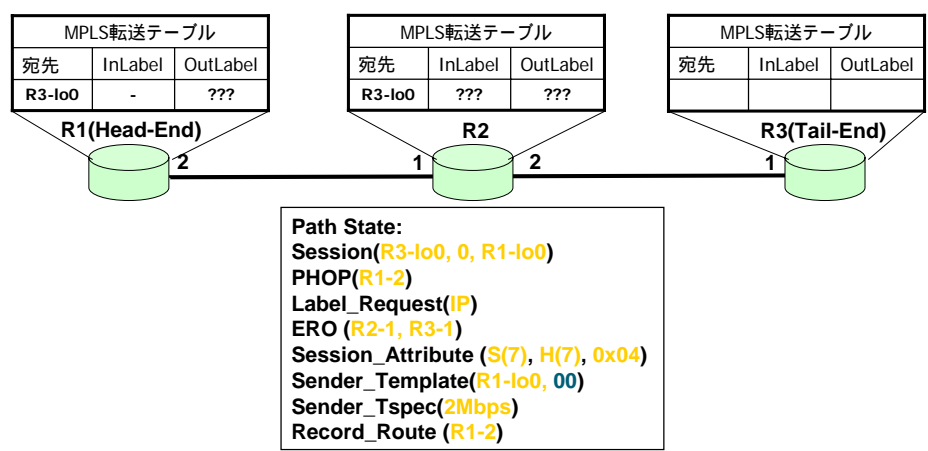 MPLS転送テーブル
宛先 InLabel OutLabel
R3-lo0 - ???
MPLS転送テーブル
宛先 InLabel OutLabel
R3-lo0 ??? ???
MPLS転送テーブル
宛先 InLabel OutLabel
R1(Head-End)
R2
R3(Tail-End)
2
1
2
1
Path State:
Session(R3-lo0, 0, R1-lo0)
PHOP(R1-2)
Label_Request(IP)
ERO (R2-1, R3-1)
Session_Attribute (S(7), H(7), 0x04)
Sender_Template(R1-lo0, 00)
Sender_Tspec(2Mbps)
Record_Route (R1-2)